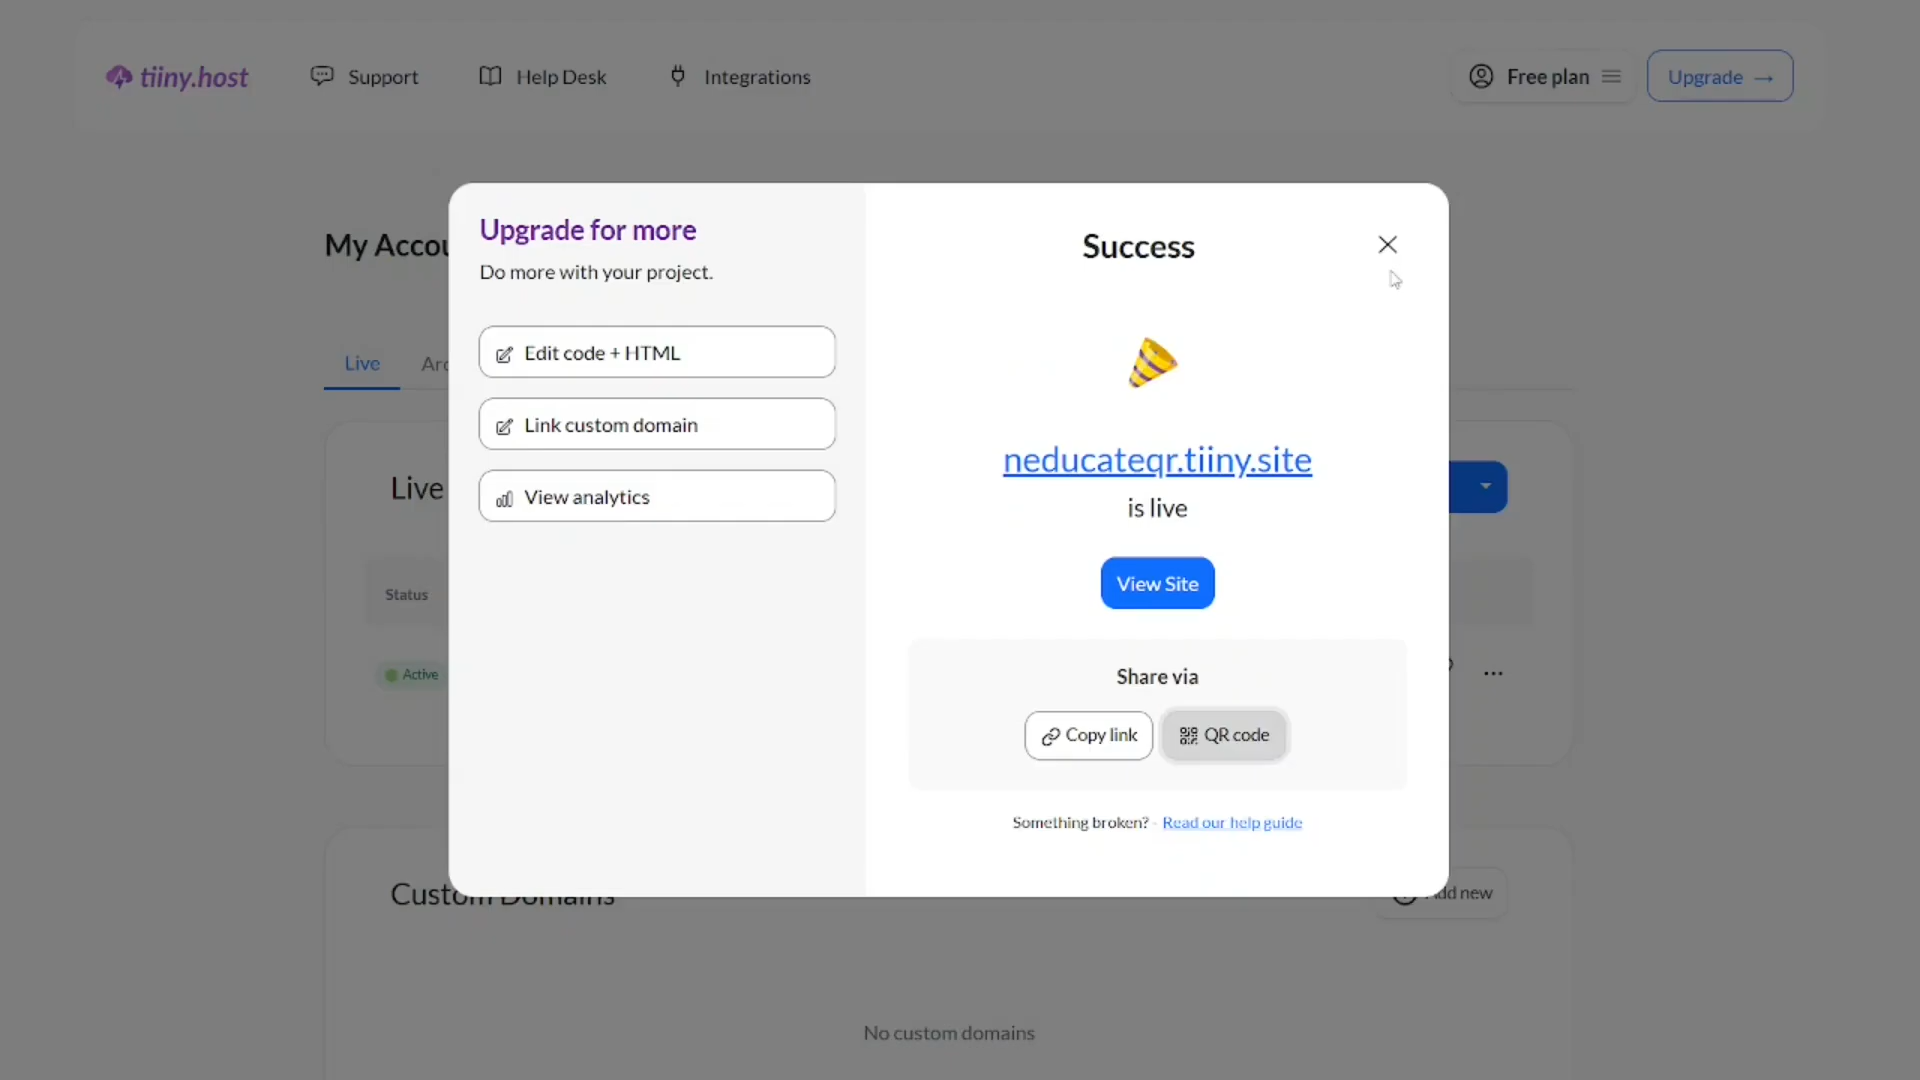 tiiny.host
Support
Help Desk
Integrations
Free plan
Upgrade →
My Accou
Live
Arc
Live
Status
Active
Upgrade for more
Do more with your project.
Edit code + HTML
Link custom domain
View analytics
Success
neducateqr.tiiny.site
is live
View Site
Share via
Copy link
QR code
Something broken? - Read our help guide
Custom Domains
Add new
No custom domains